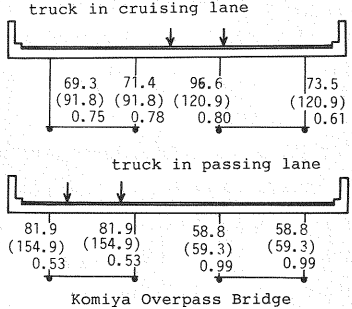 truck in cruising lane
69.3 71.4 96.6 73.5
(91.8) (91.8) (120.9) (120.9)
0.75 0.78 0.80 0.61
truck in passing lane
81.9 81.9 58.8 58.8
(154.9) (154.9) (59.3) (59.3)
0.53 0.53 0.99 0.99
Komiya Overpass Bridge